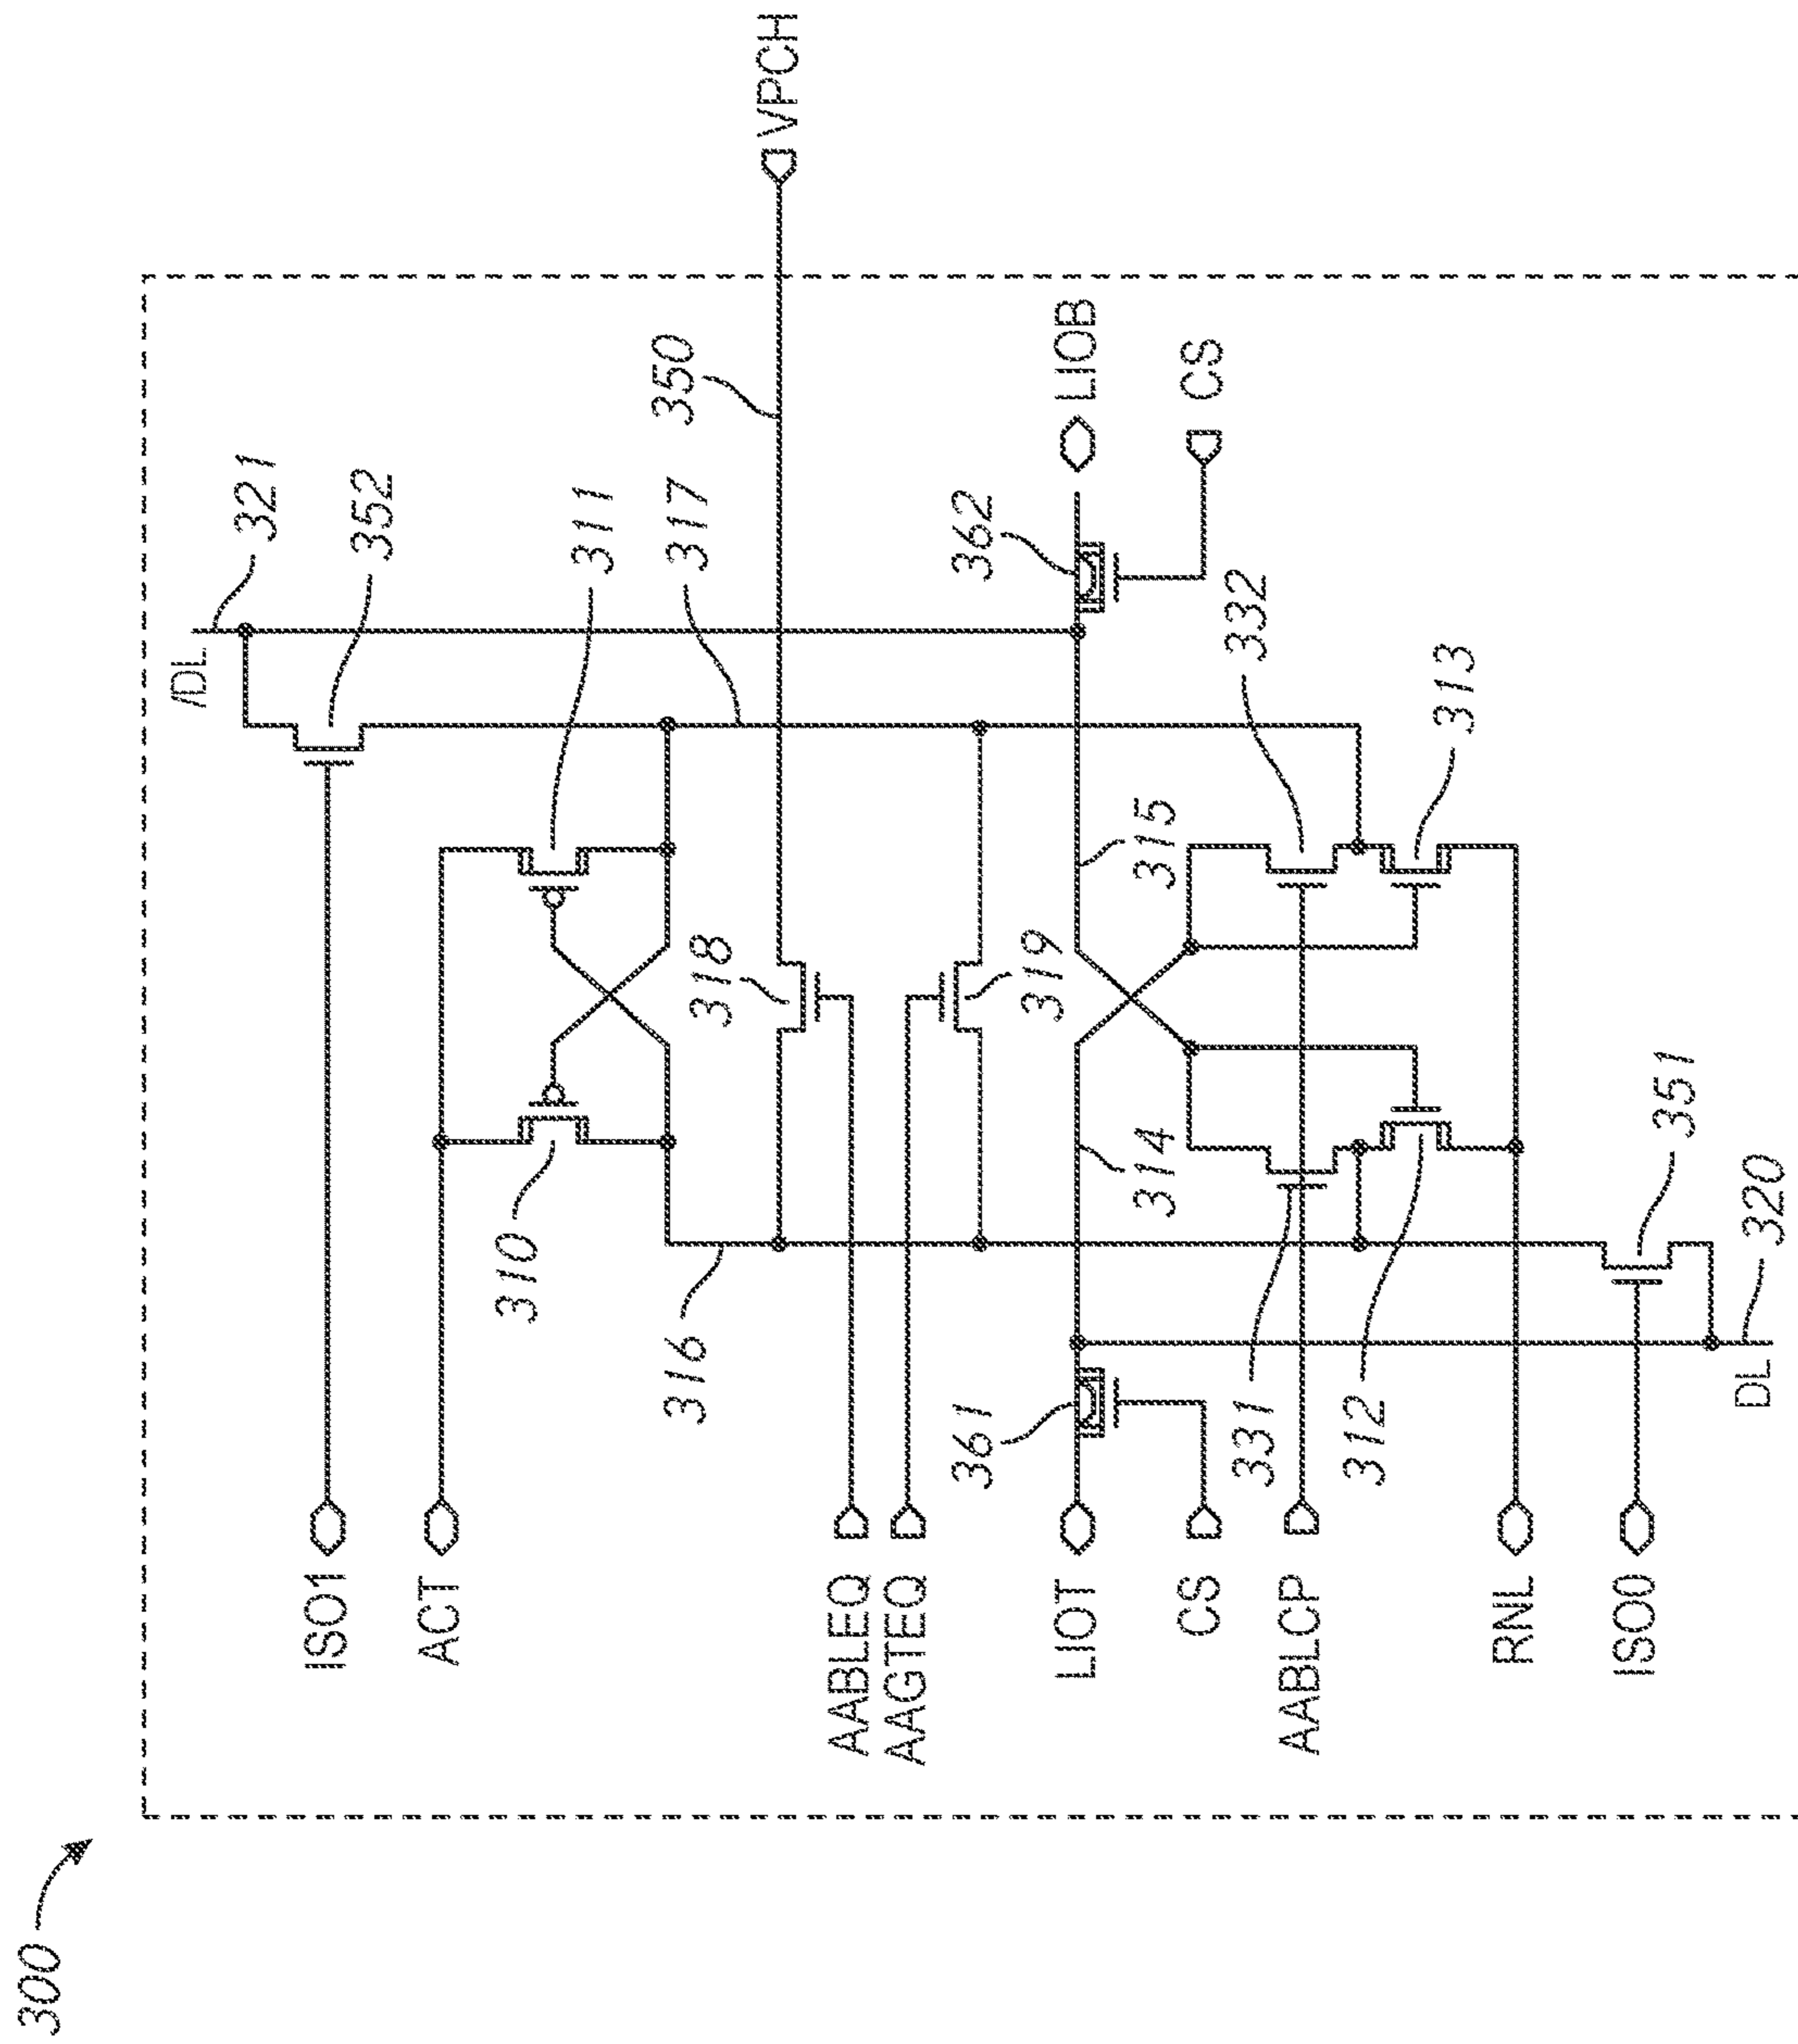 300
/DL
321
ISO1
352
ACT
310
311
316
317
350
VPCH
318
AABLEQ
AAGTEQ
319
361
362
LIOT
LIOB
314
315
CS
CS
331
332
AABLCP
312
313
RNL
351
ISO0
DL
320